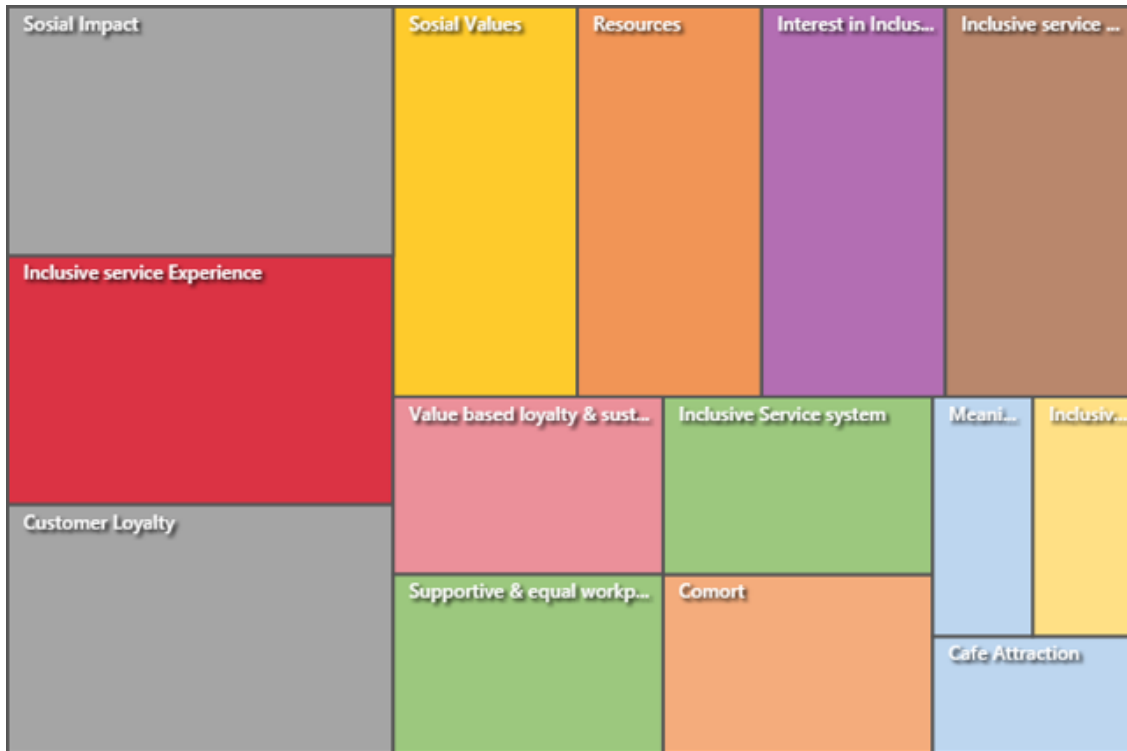 Sosial Impact
Sosial Values
Resources
Interest in Inclus...
Inclusive service ...
Inclusive service Experience
Value based loyalty & sust...
Inclusive Service system
Meani...
Inclusiv...
Customer Loyalty
Supportive & equal workp...
Comort
Cafe Attraction